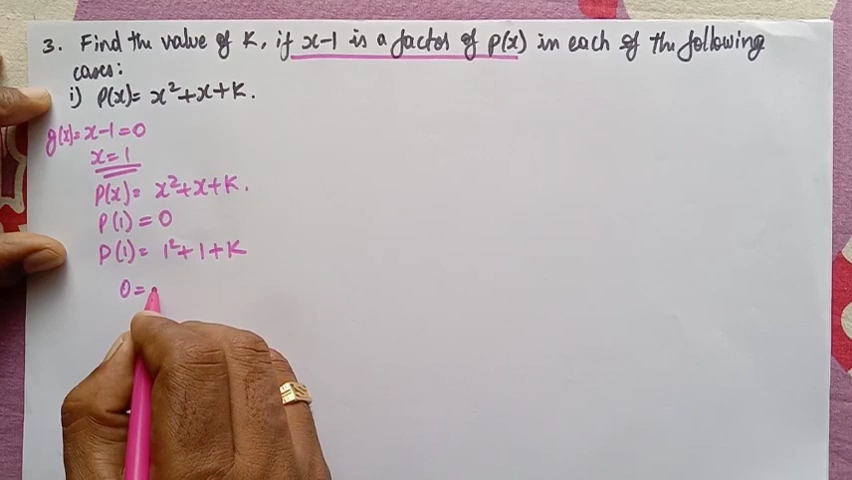 3. Find the value of K, if x-1 is a factor of p(x) in each of the following
cases:
i) P(x)= x²+x+K.
g(x)=x-1=0
x=1
P(x)= x²+x+K.
P(1)=0
P(1)= 1²+1+K
0=